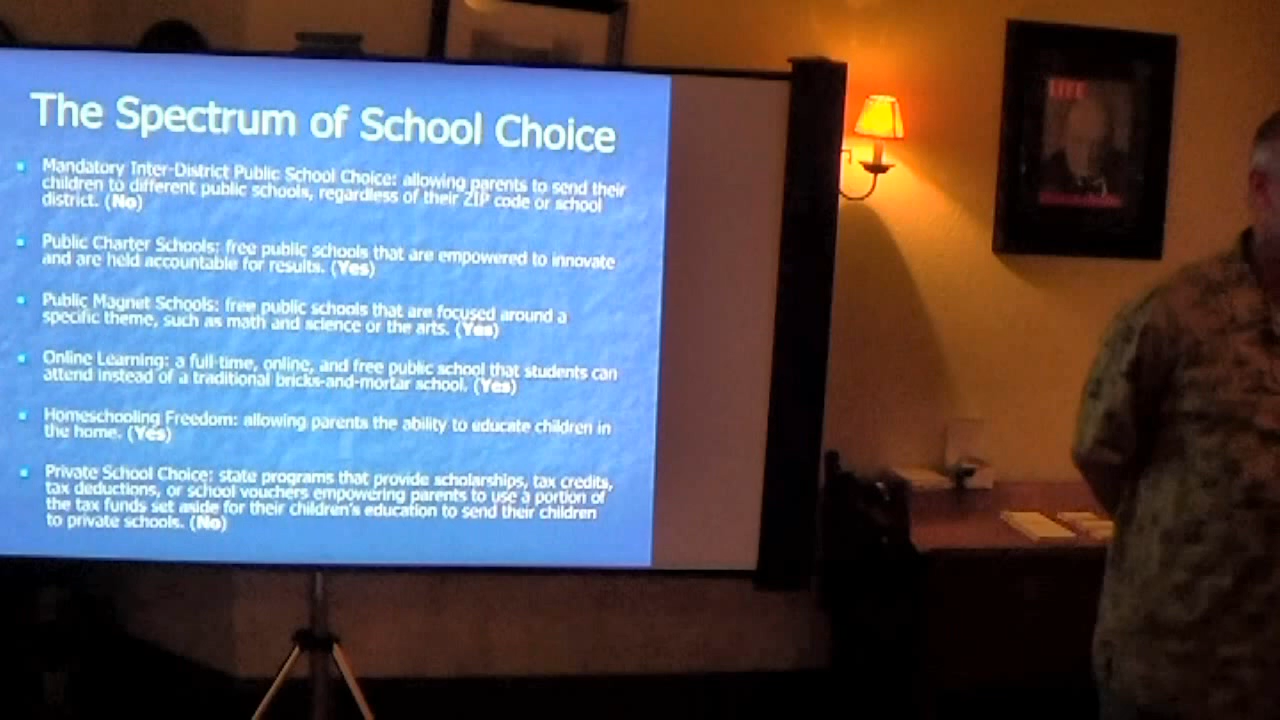 The Spectrum of School Choice
Mandatory Inter-District Public School Choice: allowing parents to send their
children to different public schools, regardless of their ZIP code or school
district. (No)
Public Charter Schools: free public schools that are empowered to innovate
and are held accountable for results. (Yes)
Public Magnet Schools: free public schools that are focused around a
specific theme, such as math and science or the arts. (Yes)
Online Learning: a full-time, online, and free public school that students can
attend instead of a traditional bricks-and-mortar school. (Yes)
Homeschooling Freedom: allowing parents the ability to educate children in
the home. (Yes)
Private School Choice: state programs that provide scholarships, tax credits,
tax deductions, or school vouchers empowering parents to use a portion of
the tax funds set aside for their children's education to send their children
to private schools. (No)
LIFE